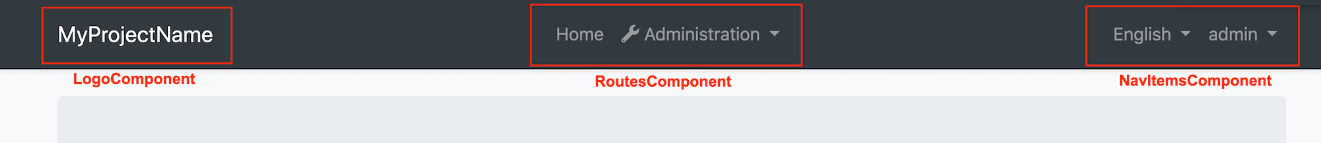 MyProjectName Home Administration English admin
LogoComponent RoutesComponent NavItemsComponent